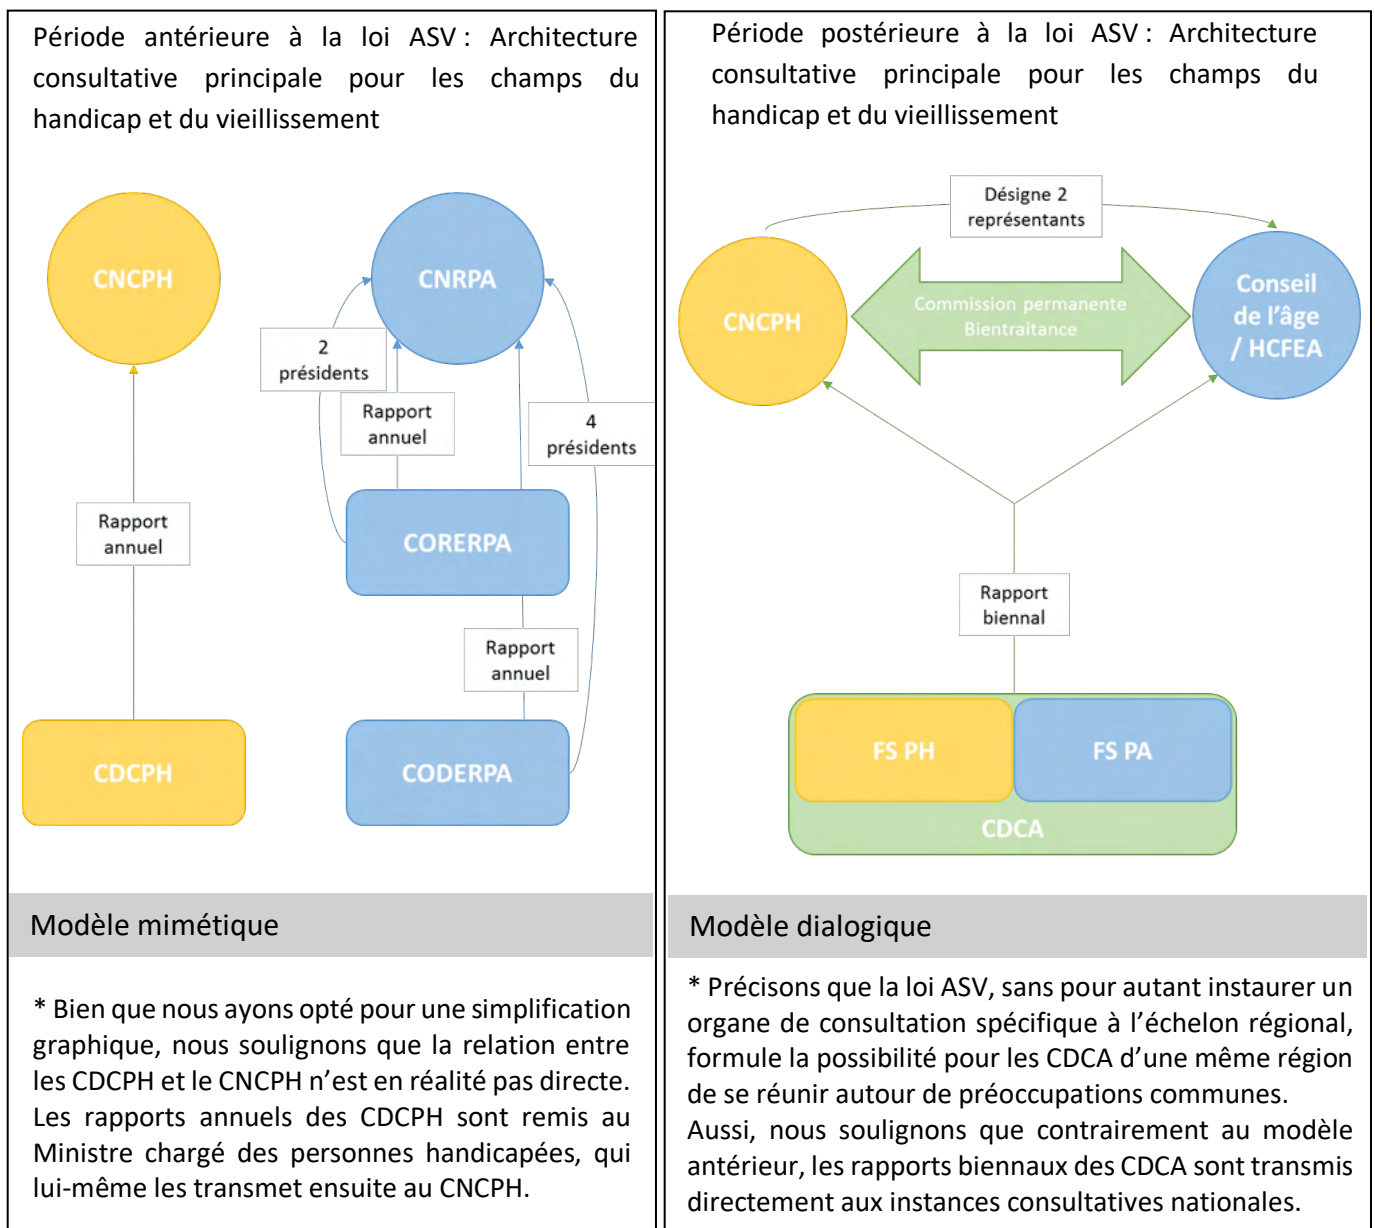 Période antérieure à la loi ASV : Architecture
consultative principale pour les champs du
handicap et du vieillissement
CNCPH
CNRPA
2
présidents
Rapport
annuel
4
présidents
Rapport
annuel
CORERPA
Rapport
annuel
CDCPH
CODERPA
Modèle mimétique
* Bien que nous ayons opté pour une simplification
graphique, nous soulignons que la relation entre
les CDCPH et le CNCPH n’est en réalité pas directe.
Les rapports annuels des CDCPH sont remis au
Ministre chargé des personnes handicapées, qui
lui-même les transmet ensuite au CNCPH.
Période postérieure à la loi ASV : Architecture
consultative principale pour les champs du
handicap et du vieillissement
Désigne 2
représentants
CNCPH
Commission permanente
Bientraitance
Conseil
de l’âge
/ HCFEA
Rapport
biennal
FS PH
FS PA
CDCA
Modèle dialogique
* Précisons que la loi ASV, sans pour autant instaurer un
organe de consultation spécifique à l’échelon régional,
formule la possibilité pour les CDCA d’une même région
de se réunir autour de préoccupations communes.
Aussi, nous soulignons que contrairement au modèle
antérieur, les rapports biennaux des CDCA sont transmis
directement aux instances consultatives nationales.